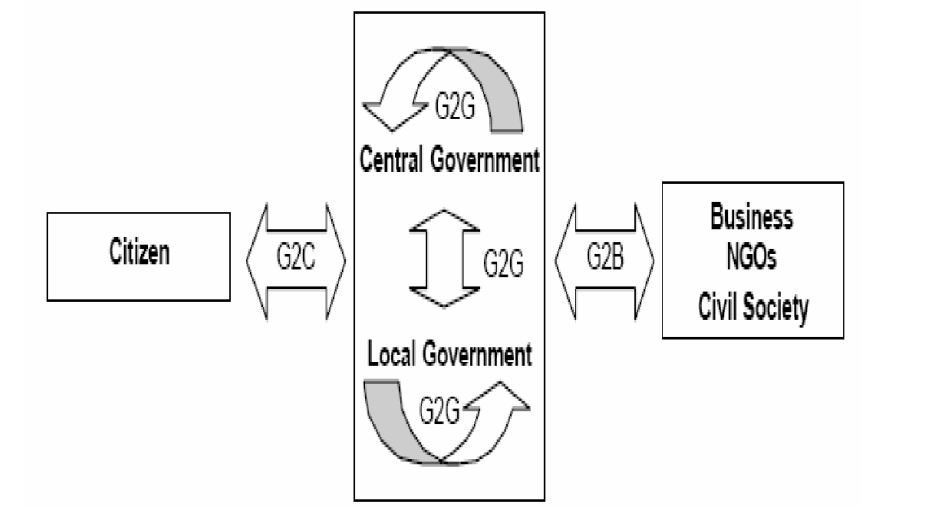 G2G
Central Government
Citizen
G2C
G2G
G2B
Business
NGOs
Civil Society
Local Government
G2G